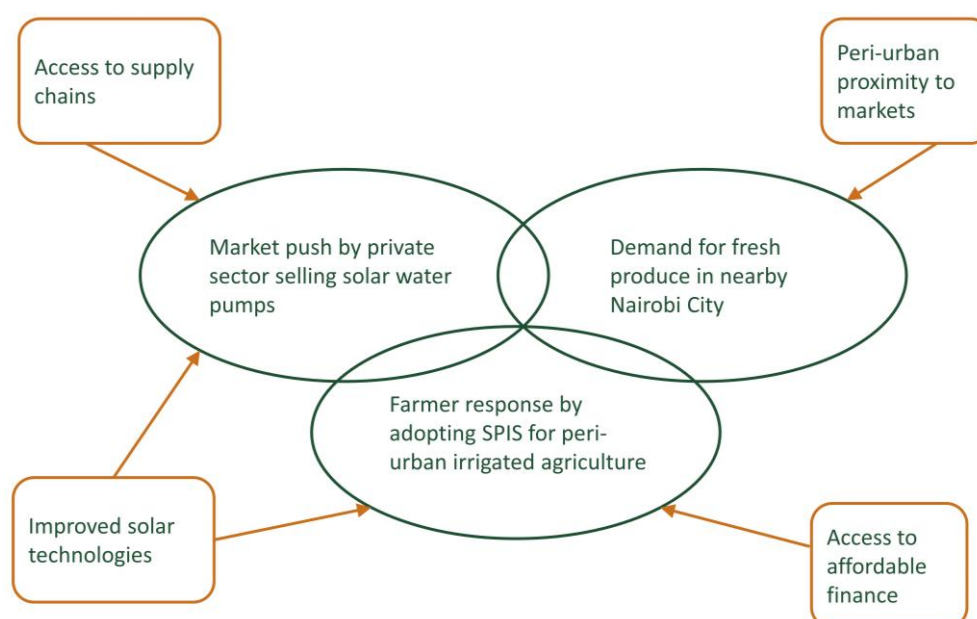 Access to supply
chains
Peri-urban
proximity to
markets
Market push by private
sector selling solar water
pumps
Demand for fresh
produce in nearby
Nairobi City
Farmer response by
adopting SPIS for peri-
urban irrigated agriculture
Improved solar
technologies
Access to
affordable
finance